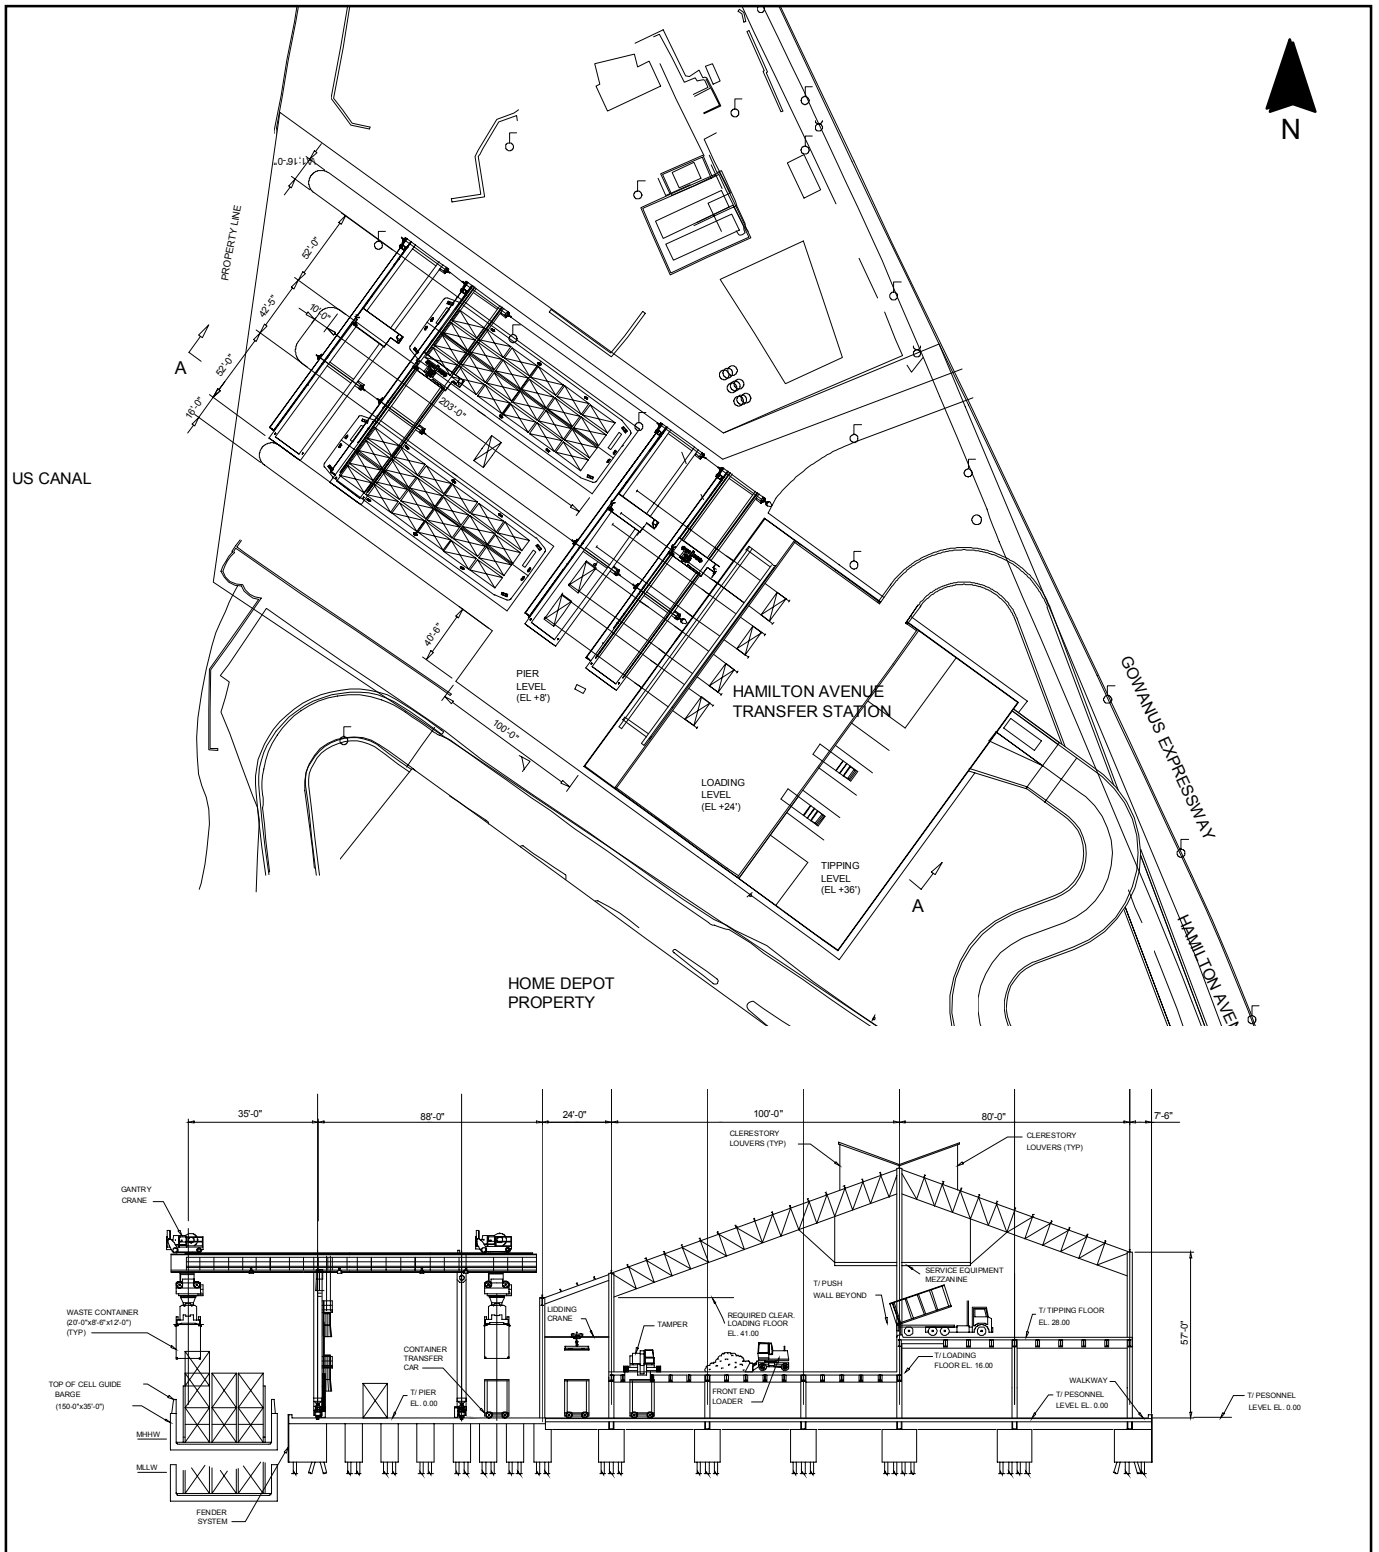 N
1:16'-0"
PROPERTY LINE
52'-0"
42'-5"
10'-0"
A
52'-0"
16'-0"
203'-0"
US CANAL
40'-6"
PIER
LEVEL
(EL +8')
100'-0"
HAMILTON AVENUE
TRANSFER STATION
GOWANUS EXPRESSWAY
LOADING
LEVEL
(EL +24')
TIPPING
LEVEL
(EL +36')
A
HAMILTON AVEN
HOME DEPOT
PROPERTY
35'-0"
88'-0"
24'-0"
100'-0"
80'-0"
7'-6"
CLERESTORY
LOUVERS (TYP)
CLERESTORY
LOUVERS (TYP)
GANTRY
CRANE
SERVICE EQUIPMENT
MEZZANINE
T/ PUSH
WALL BEYOND
WASTE CONTAINER
(20'-0"x8'-6"x12'-0")
(TYP)
LIDDING
CRANE
TAMPER
REQUIRED CLEAR.
LOADING FLOOR
EL. 41.00
T/ TIPPING FLOOR
EL. 28.00
57'-0"
CONTAINER
TRANSFER
CAR
T/ LOADING
FLOOR EL. 16.00
TOP OF CELL GUIDE
BARGE
(150-0"x35'-0")
T/ PIER
EL. 0.00
FRONT END
LOADER
WALKWAY
T/ PESONNEL
LEVEL EL. 0.00
T/ PESONNEL
LEVEL EL. 0.00
MHHW
MLLW
FENDER
SYSTEM